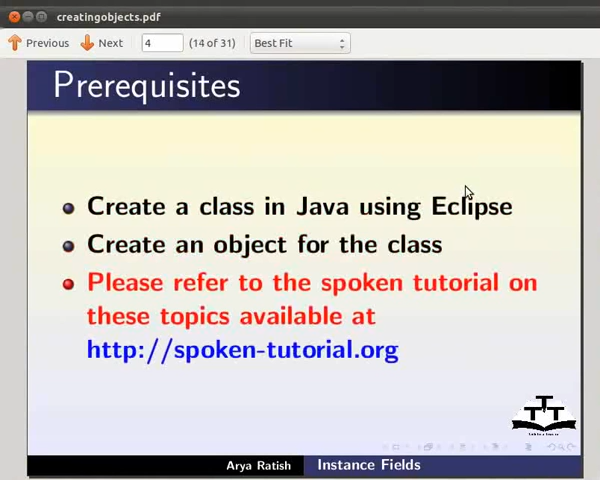 creatingobjects.pdf
Previous Next 4 (14 of 31) Best Fit
Prerequisites
Create a class in Java using Eclipse
Create an object for the class
Please refer to the spoken tutorial on
these topics available at
http://spoken-tutorial.org
TTT
Arya Ratish Instance Fields